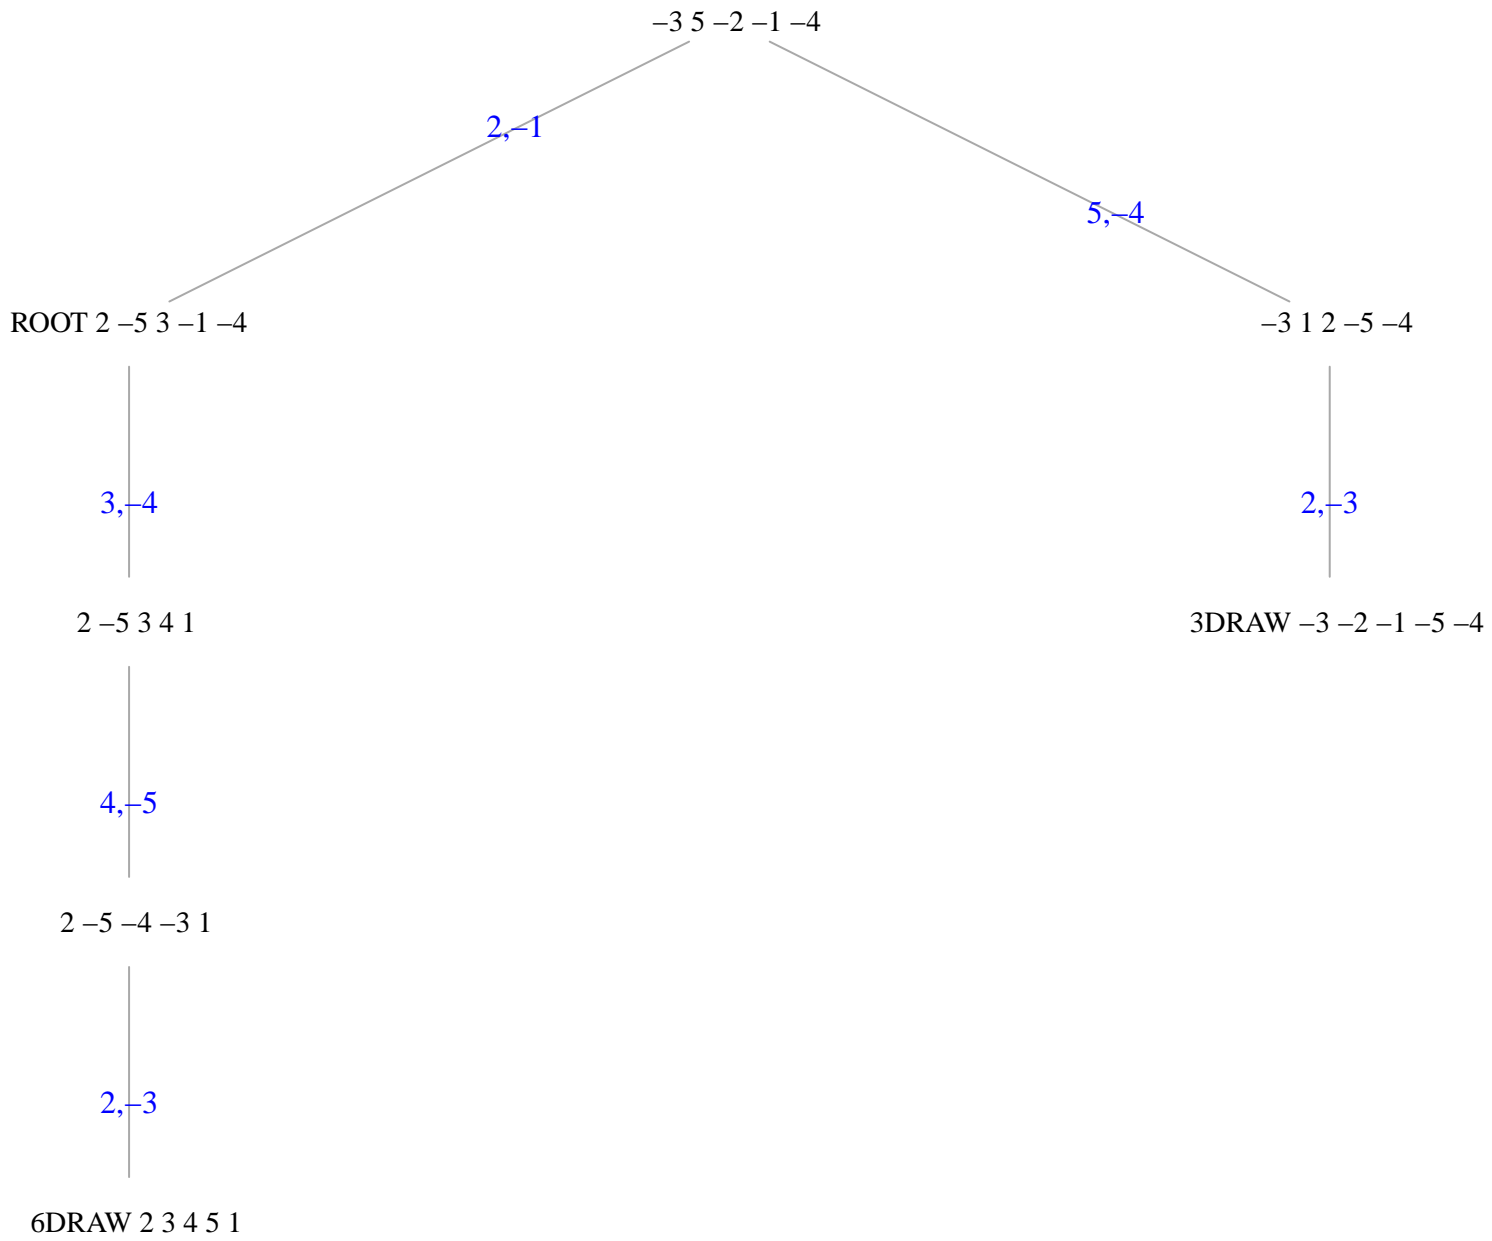 –3 5 –2 –1 –4
2,–1
5,–4
ROOT 2 –5 3 –1 –4
–3 1 2 –5 –4
3,–4
2,–3
2 –5 3 4 1
3DRAW –3 –2 –1 –5 –4
4,–5
2 –5 –4 –3 1
2,–3
6DRAW 2 3 4 5 1